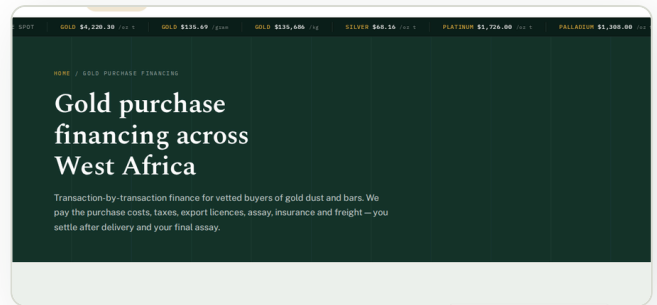 E SPOT GOLD $4,220.30 /oz t GOLD $135.69 /gram GOLD $135,686 /kg SILVER $68.16 /oz t PLATINUM $1,726.00 /oz t PALLADIUM $1,308.00 /oz
HOME / GOLD PURCHASE FINANCING
Gold purchase
financing across
West Africa
Transaction-by-transaction finance for vetted buyers of gold dust and bars. We
pay the purchase costs, taxes, export licences, assay, insurance and freight — you
settle after delivery and your final assay.